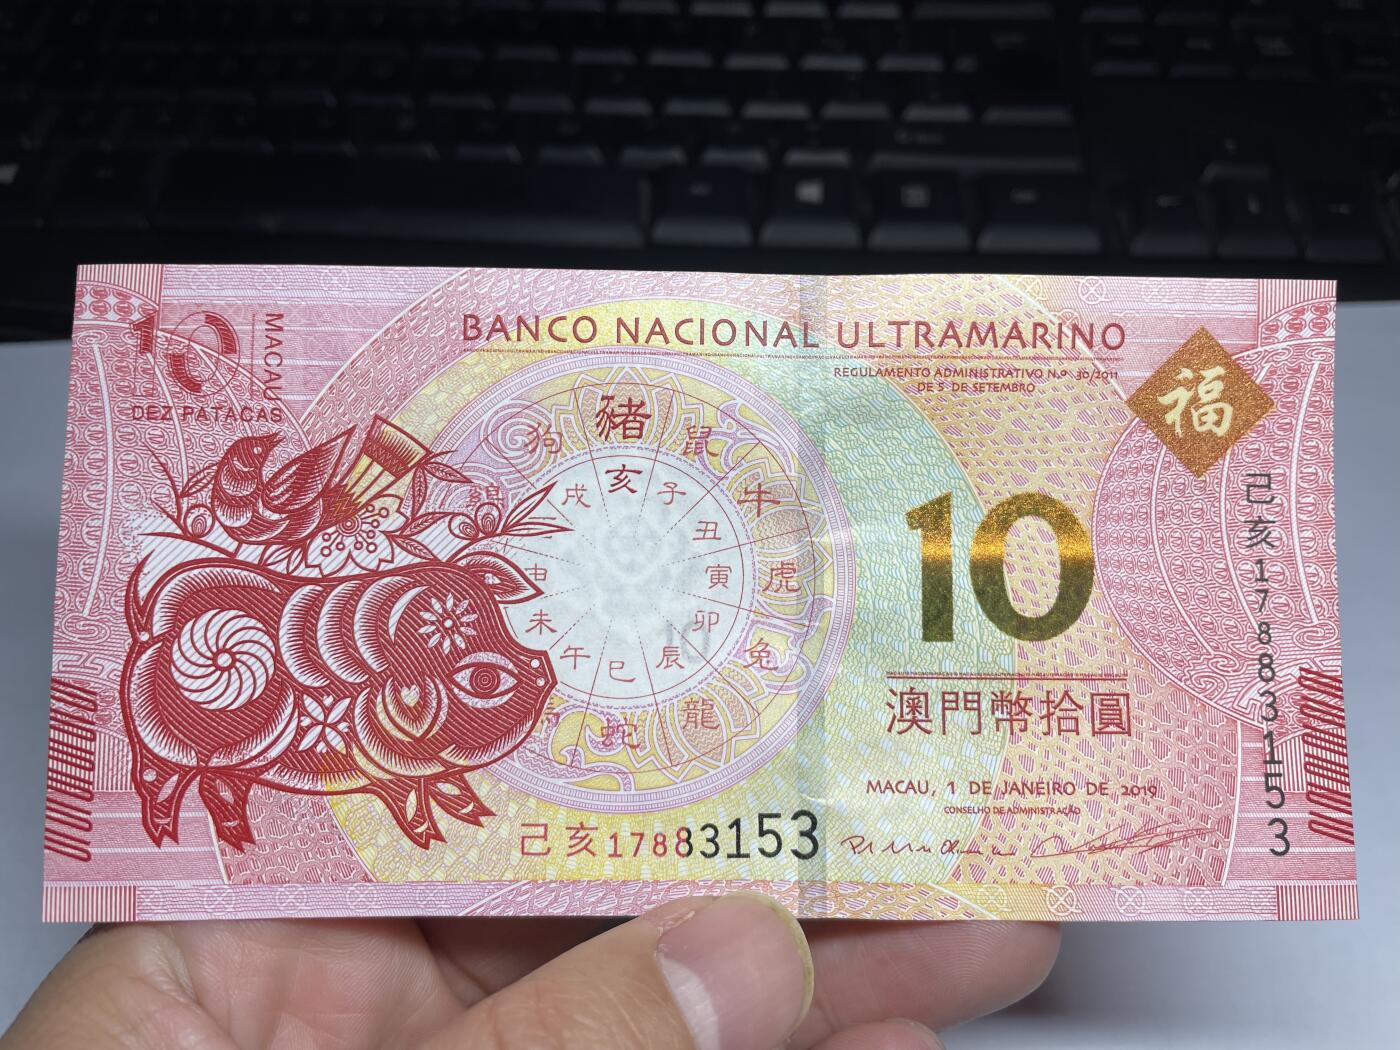 BANCO NACIONAL ULTRAMARINO
REGULAMENTO ADMINISTRATIVO N.º 30/2011
DE 5 DE SETEMBRO
10
MACAU
DEZ PATACAS
福
豬
狗
鼠
牛
虎
兔
龍
蛇
亥
戌
子
丑
寅
卯
辰
巳
午
未
申
10
澳門幣拾圓
MACAU, 1 DE JANEIRO DE 2019
CONSELHO DE ADMINISTRAÇÃO
己亥17883153
己亥17883153